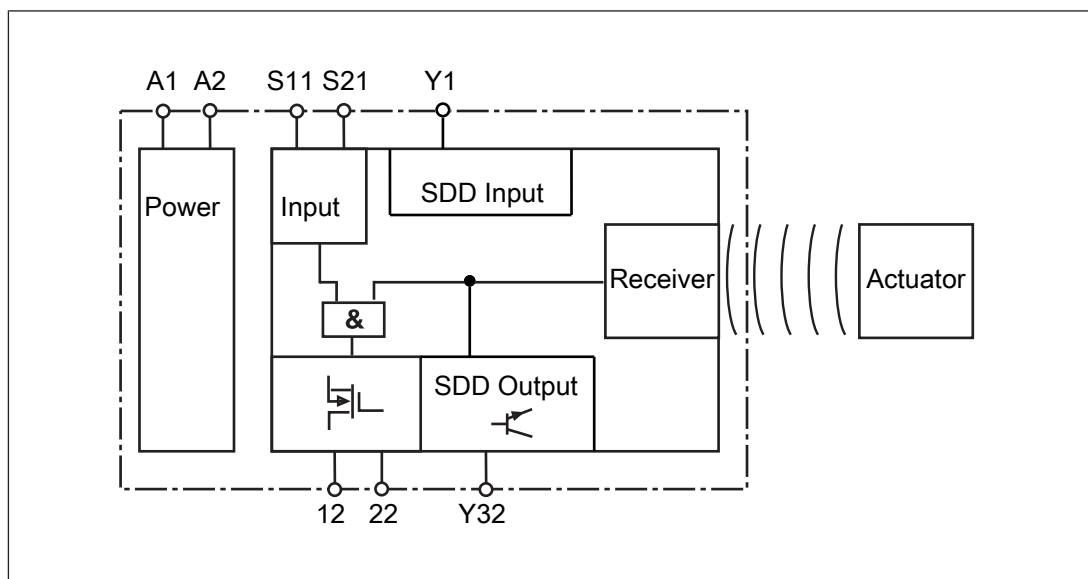 A1 A2 S11 S21 Y1
Power
Input
SDD Input
Receiver
Actuator
&
SDD Output
12 22 Y32